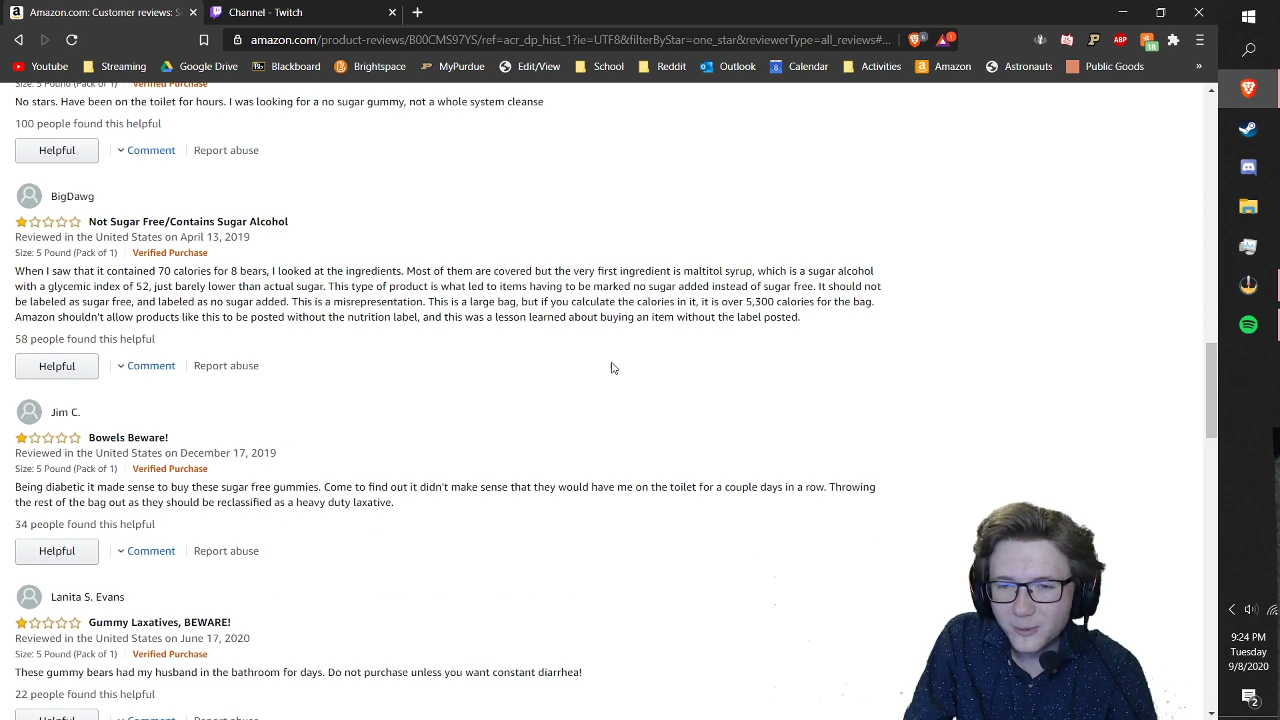 Amazon.com: Customer reviews: S
Channel - Twitch
amazon.com/product-reviews/B00CMS97YS/ref=acr_dp_hist_1?ie=UTF8&filterByStar=one_star&reviewerType=all_reviews#...
6
1
ABP
18
Youtube
Streaming
Google Drive
Bb Blackboard
Brightspace
MyPurdue
Edit/View
School
Reddit
Outlook
Calendar
Activities
Amazon
Astronauts
Public Goods
»
Size: 5 Pound (Pack of 1) Verified Purchase
No stars. Have been on the toilet for hours. I was looking for a no sugar gummy, not a whole system cleanse
100 people found this helpful
Helpful
Comment
Report abuse
BigDawg
Not Sugar Free/Contains Sugar Alcohol
Reviewed in the United States on April 13, 2019
Size: 5 Pound (Pack of 1) Verified Purchase
When I saw that it contained 70 calories for 8 bears, I looked at the ingredients. Most of them are covered but the very first ingredient is maltitol syrup, which is a sugar alcohol
with a glycemic index of 52, just barely lower than actual sugar. This type of product is what led to items having to be marked no sugar added instead of sugar free. It should not
be labeled as sugar free, and labeled as no sugar added. This is a misrepresentation. This is a large bag, but if you calculate the calories in it, it is over 5,300 calories for the bag.
Amazon shouldn't allow products like this to be posted without the nutrition label, and this was a lesson learned about buying an item without the label posted.
58 people found this helpful
Helpful
Comment
Report abuse
Jim C.
Bowels Beware!
Reviewed in the United States on December 17, 2019
Size: 5 Pound (Pack of 1) Verified Purchase
Being diabetic it made sense to buy these sugar free gummies. Come to find out it didn't make sense that they would have me on the toilet for a couple days in a row. Throwing
the rest of the bag out as they should be reclassified as a heavy duty laxative.
34 people found this helpful
Helpful
Comment
Report abuse
Lanita S. Evans
Gummy Laxatives, BEWARE!
Reviewed in the United States on June 17, 2020
Size: 5 Pound (Pack of 1) Verified Purchase
These gummy bears had my husband in the bathroom for days. Do not purchase unless you want constant diarrhea!
22 people found this helpful
Helpful
Comment
Report abuse
9:24 PM
Tuesday
9/8/2020
2